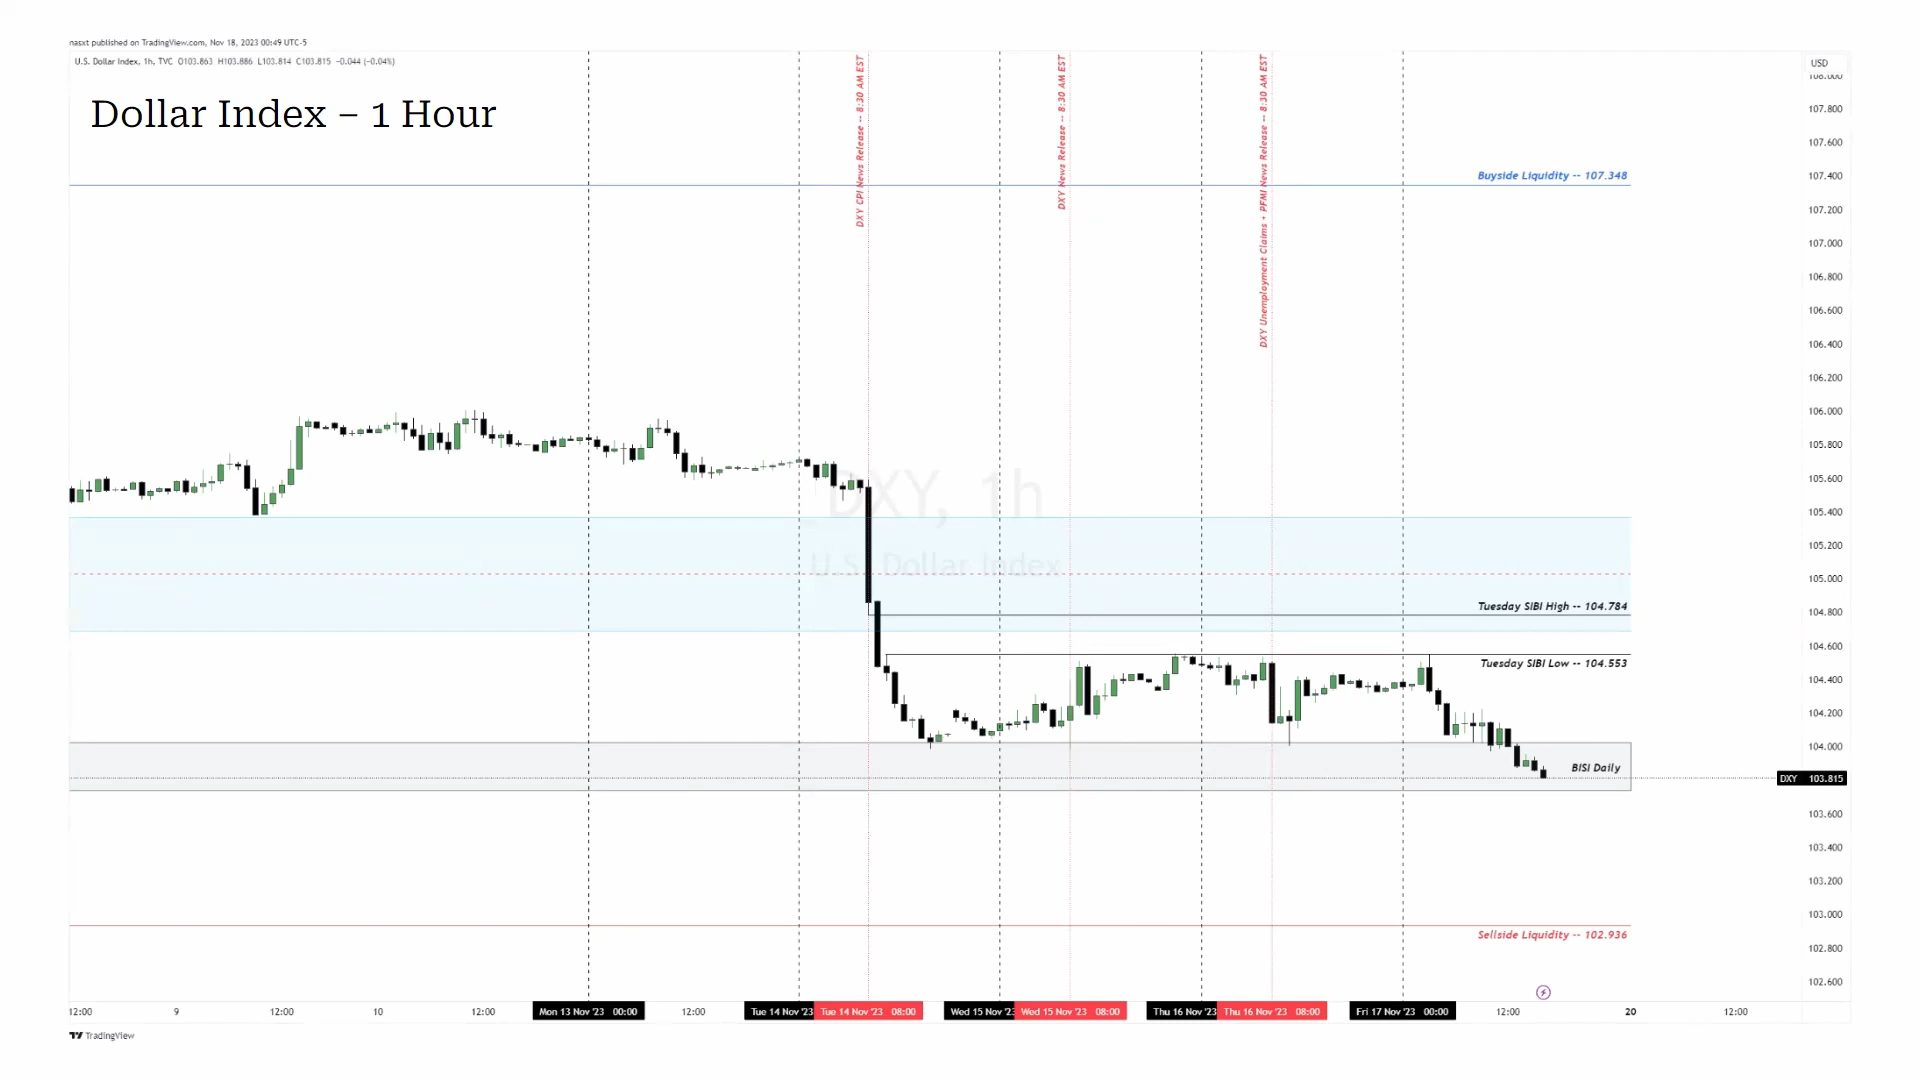 nasxt published on TradingView.com, Nov 18, 2023 00:49 UTC-5
U.S. Dollar Index, 1h, TVC O103.863 H103.886 L103.814 C103.815 −0.044 (−0.04%)
USD
Dollar Index – 1 Hour
DXY CPI News Release -- 8:30 AM EST
DXY News Release -- 8:30 AM EST
DXY Unemployment Claims + PFMI News Release -- 8:30 AM EST
108.000
107.800
107.600
Buyside Liquidity -- 107.348
107.400
107.200
107.000
106.800
106.600
106.400
106.200
106.000
105.800
105.600
DXY, 1h
U.S. Dollar Index
105.400
105.200
105.000
Tuesday SIBI High -- 104.784
104.800
104.600
Tuesday SIBI Low -- 104.553
104.400
104.200
104.000
BISI Daily
DXY 103.815
103.600
103.400
103.200
103.000
Sellside Liquidity -- 102.936
102.800
102.600
12:00 9 12:00 10 12:00 Mon 13 Nov '23 00:00 12:00 Tue 14 Nov '23 Tue 14 Nov '23 08:00 Wed 15 Nov '23 Wed 15 Nov '23 08:00 Thu 16 Nov '23 Thu 16 Nov '23 08:00 Fri 17 Nov '23 00:00 12:00 20 12:00
TradingView